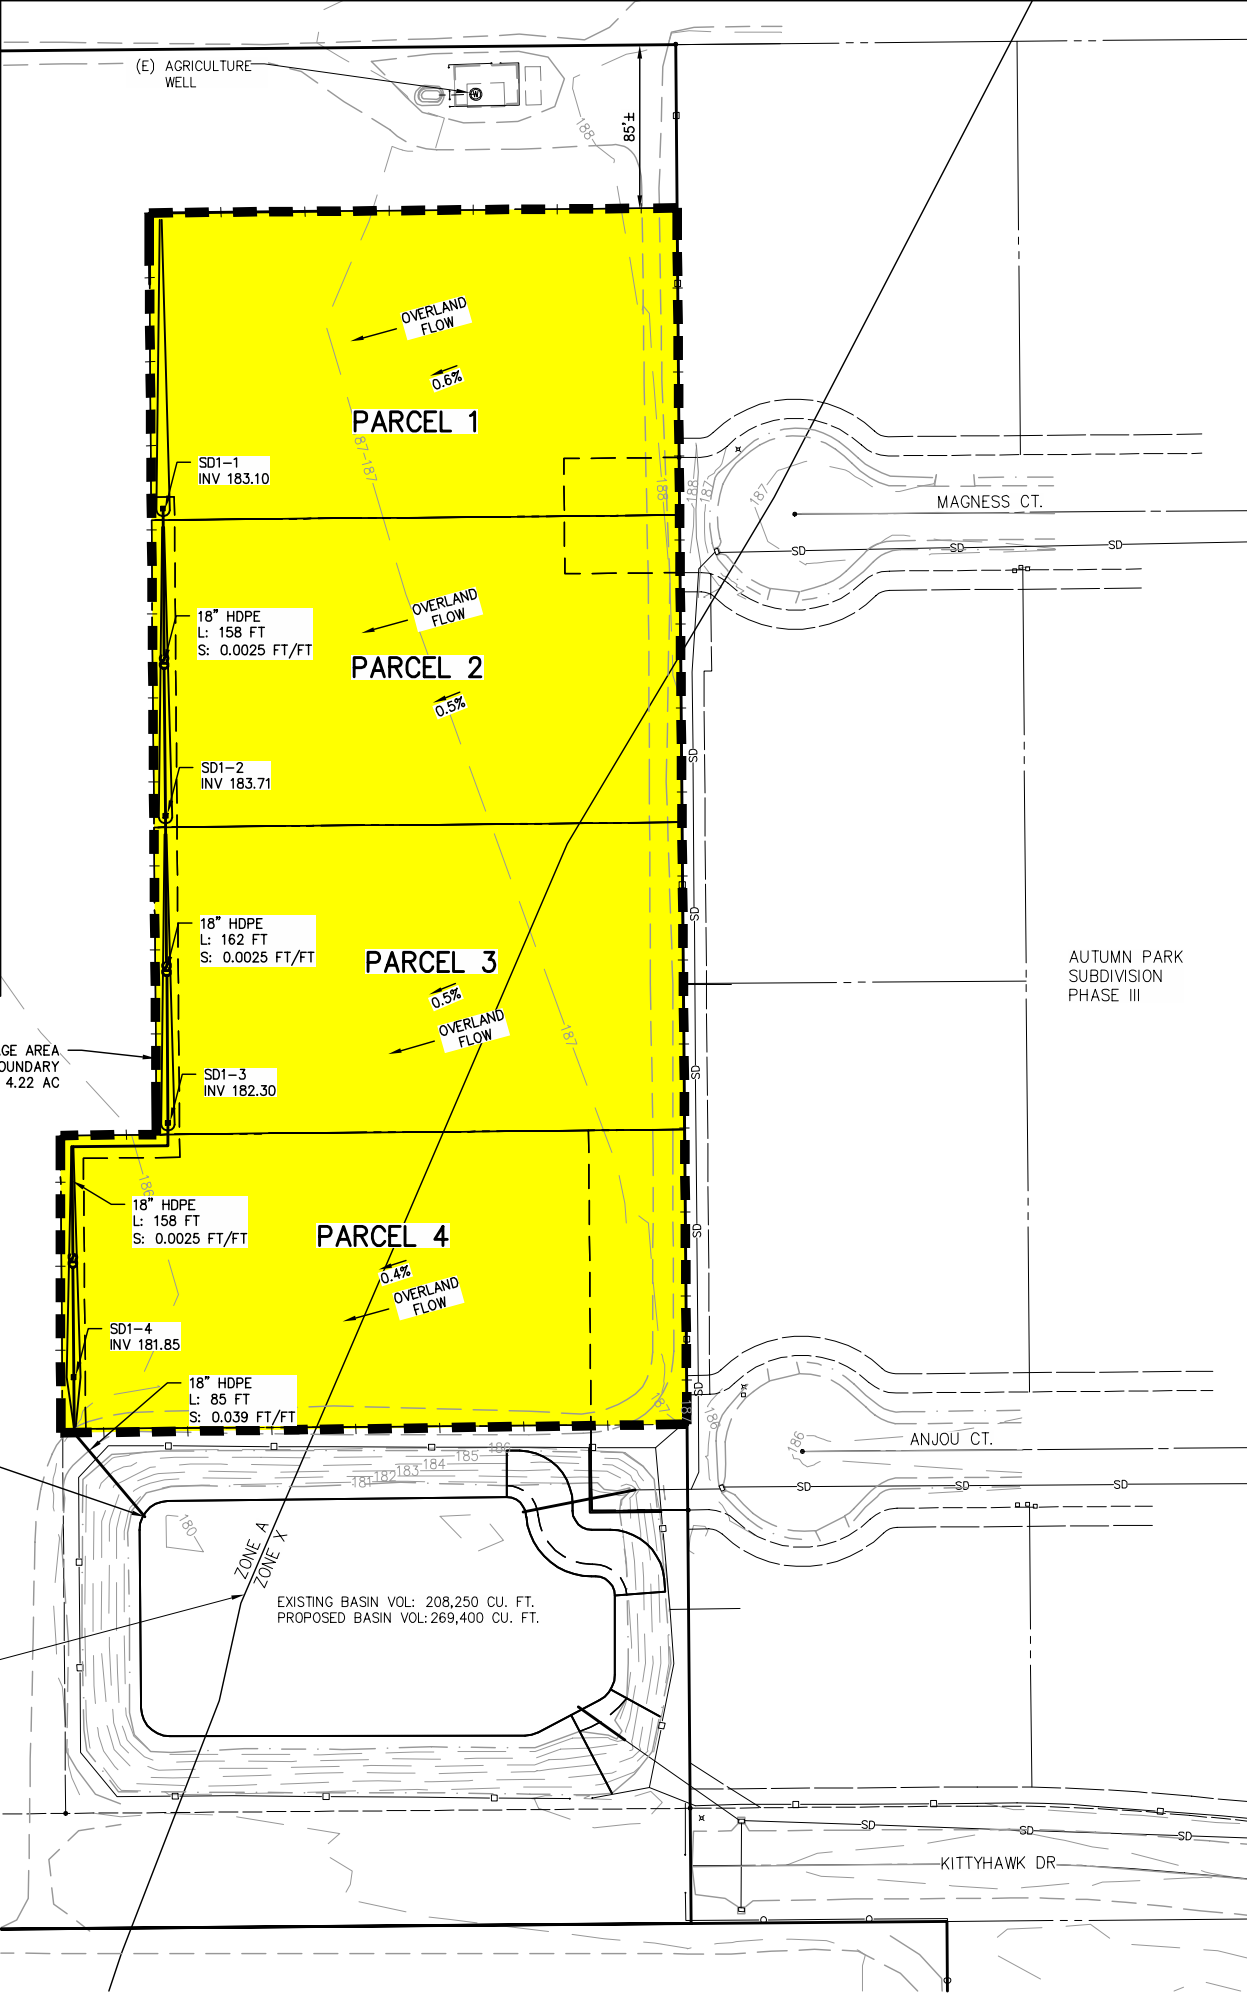 (E) AGRICULTURE
WELL
85'±
188
OVERLAND
FLOW
0.6%
PARCEL 1
87-187
188
188
187
187
SD1-1
INV 183.10
MAGNESS CT.
SD
SD
SD
18" HDPE
L: 158 FT
S: 0.0025 FT/FT
OVERLAND
FLOW
PARCEL 2
0.5%
SD
SD1-2
INV 183.71
18" HDPE
L: 162 FT
S: 0.0025 FT/FT
SD
PARCEL 3
0.5%
OVERLAND
FLOW
187
AUTUMN PARK
SUBDIVISION
PHASE III
GE AREA
OUNDARY
4.22 AC
SD1-3
INV 182.30
SD
186
18" HDPE
L: 158 FT
S: 0.0025 FT/FT
PARCEL 4
0.4%
OVERLAND
FLOW
SD
SD1-4
INV 181.85
18" HDPE
L: 85 FT
S: 0.039 FT/FT
SD
187
187
186
186
ANJOU CT.
181
182
183
184
185
186
SD
SD
SD
180
ZONE A
ZONE X
EXISTING BASIN VOL: 208,250 CU. FT.
PROPOSED BASIN VOL: 269,400 CU. FT.
SD
SD
SD
KITTYHAWK DR